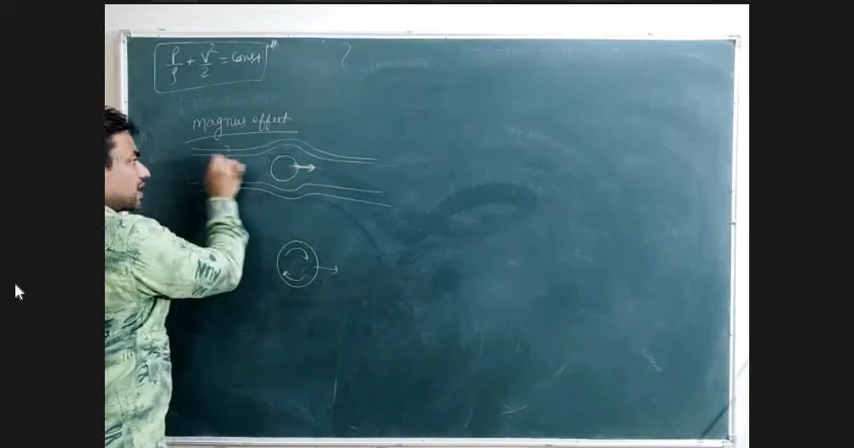 P/ρ + V²/2 = Const
Magnus effect